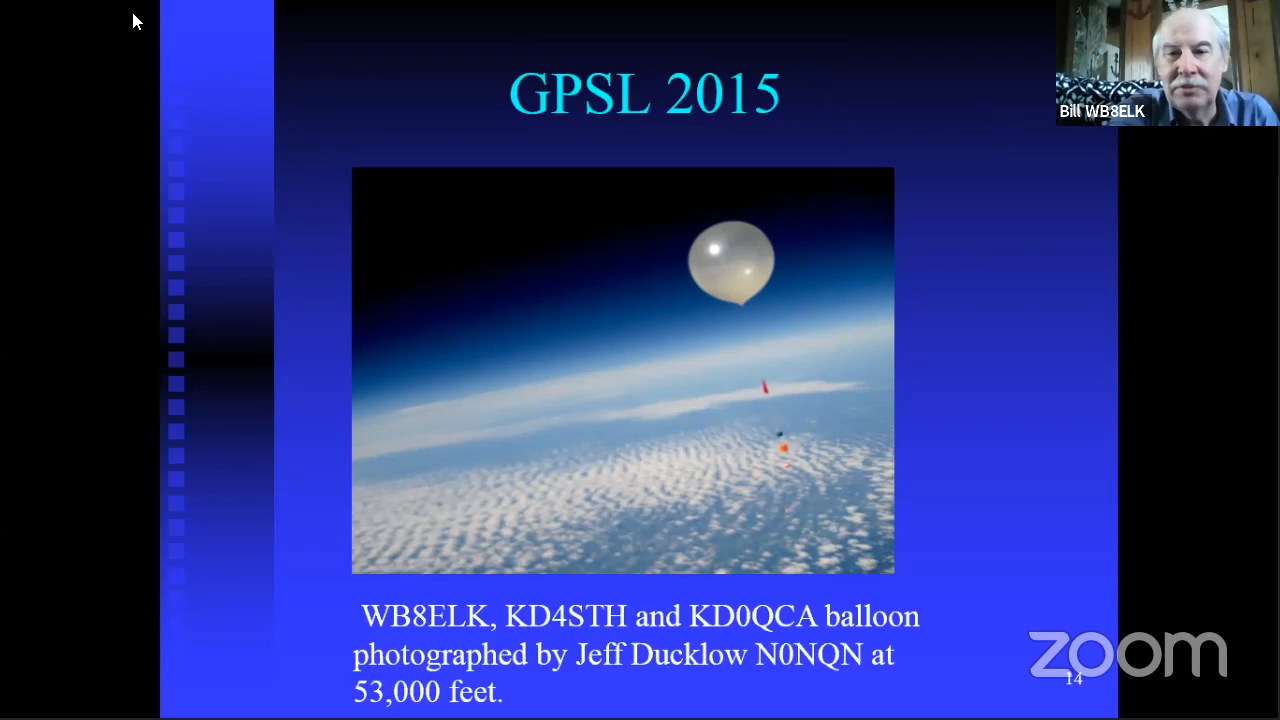 GPSL 2015
Bill WB8ELK
WB8ELK, KD4STH and KD0QCA balloon
photographed by Jeff Ducklow N0NQN at
53,000 feet.
zoom
14